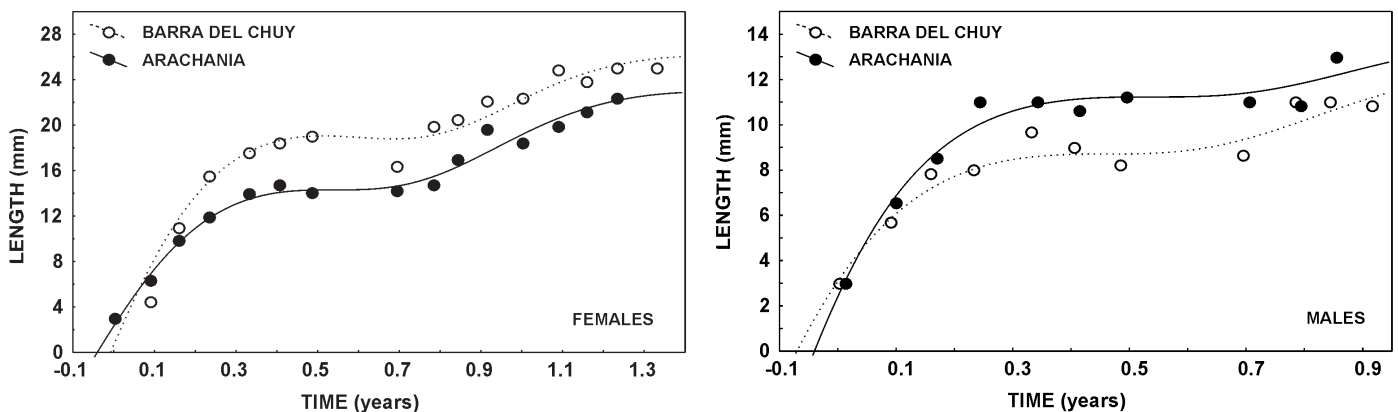 28
24
20
16
12
8
4
0
LENGTH (mm)
BARRA DEL CHUY
ARACHANIA
FEMALES
-0.1 0.1 0.3 0.5 0.7 0.9 1.1 1.3
TIME (years)
14
12
10
8
6
4
2
0
LENGTH (mm)
BARRA DEL CHUY
ARACHANIA
MALES
-0.1 0.1 0.3 0.5 0.7 0.9
TIME (years)